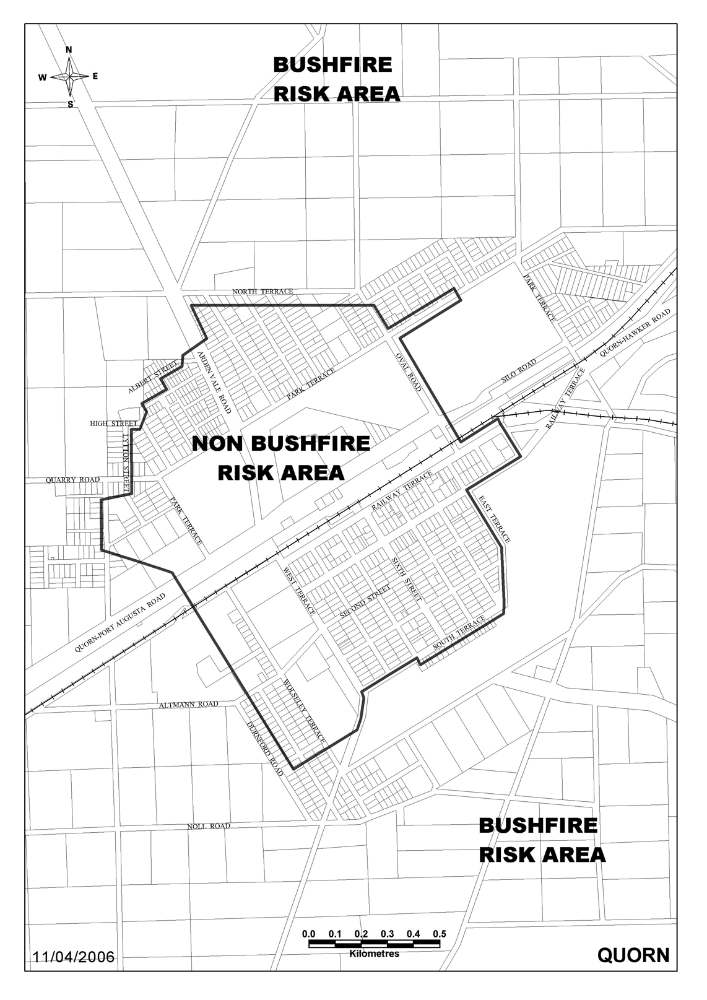 N
W E
S
BUSHFIRE
RISK AREA
NORTH TERRACE
PARK TERRACE
QUORN-HAWKER ROAD
ARDEN VALE ROAD
ALBERT STREET
PARK TERRACE
OVAL ROAD
SILO ROAD
RAILWAY TERRACE
HIGH STREET
LYTTON STREET
NON BUSHFIRE
RISK AREA
QUARRY ROAD
RAILWAY TERRACE
PARK TERRACE
EAST TERRACE
WEST TERRACE
SIXTH STREET
SECOND STREET
QUORN-PORT AUGUSTA ROAD
SOUTH TERRACE
WOLSELEY TERRACE
ALTMANN ROAD
DURNFORD ROAD
NOLL ROAD
BUSHFIRE
RISK AREA
0.0 0.1 0.2 0.3 0.4 0.5
Kilometres
11/04/2006
QUORN